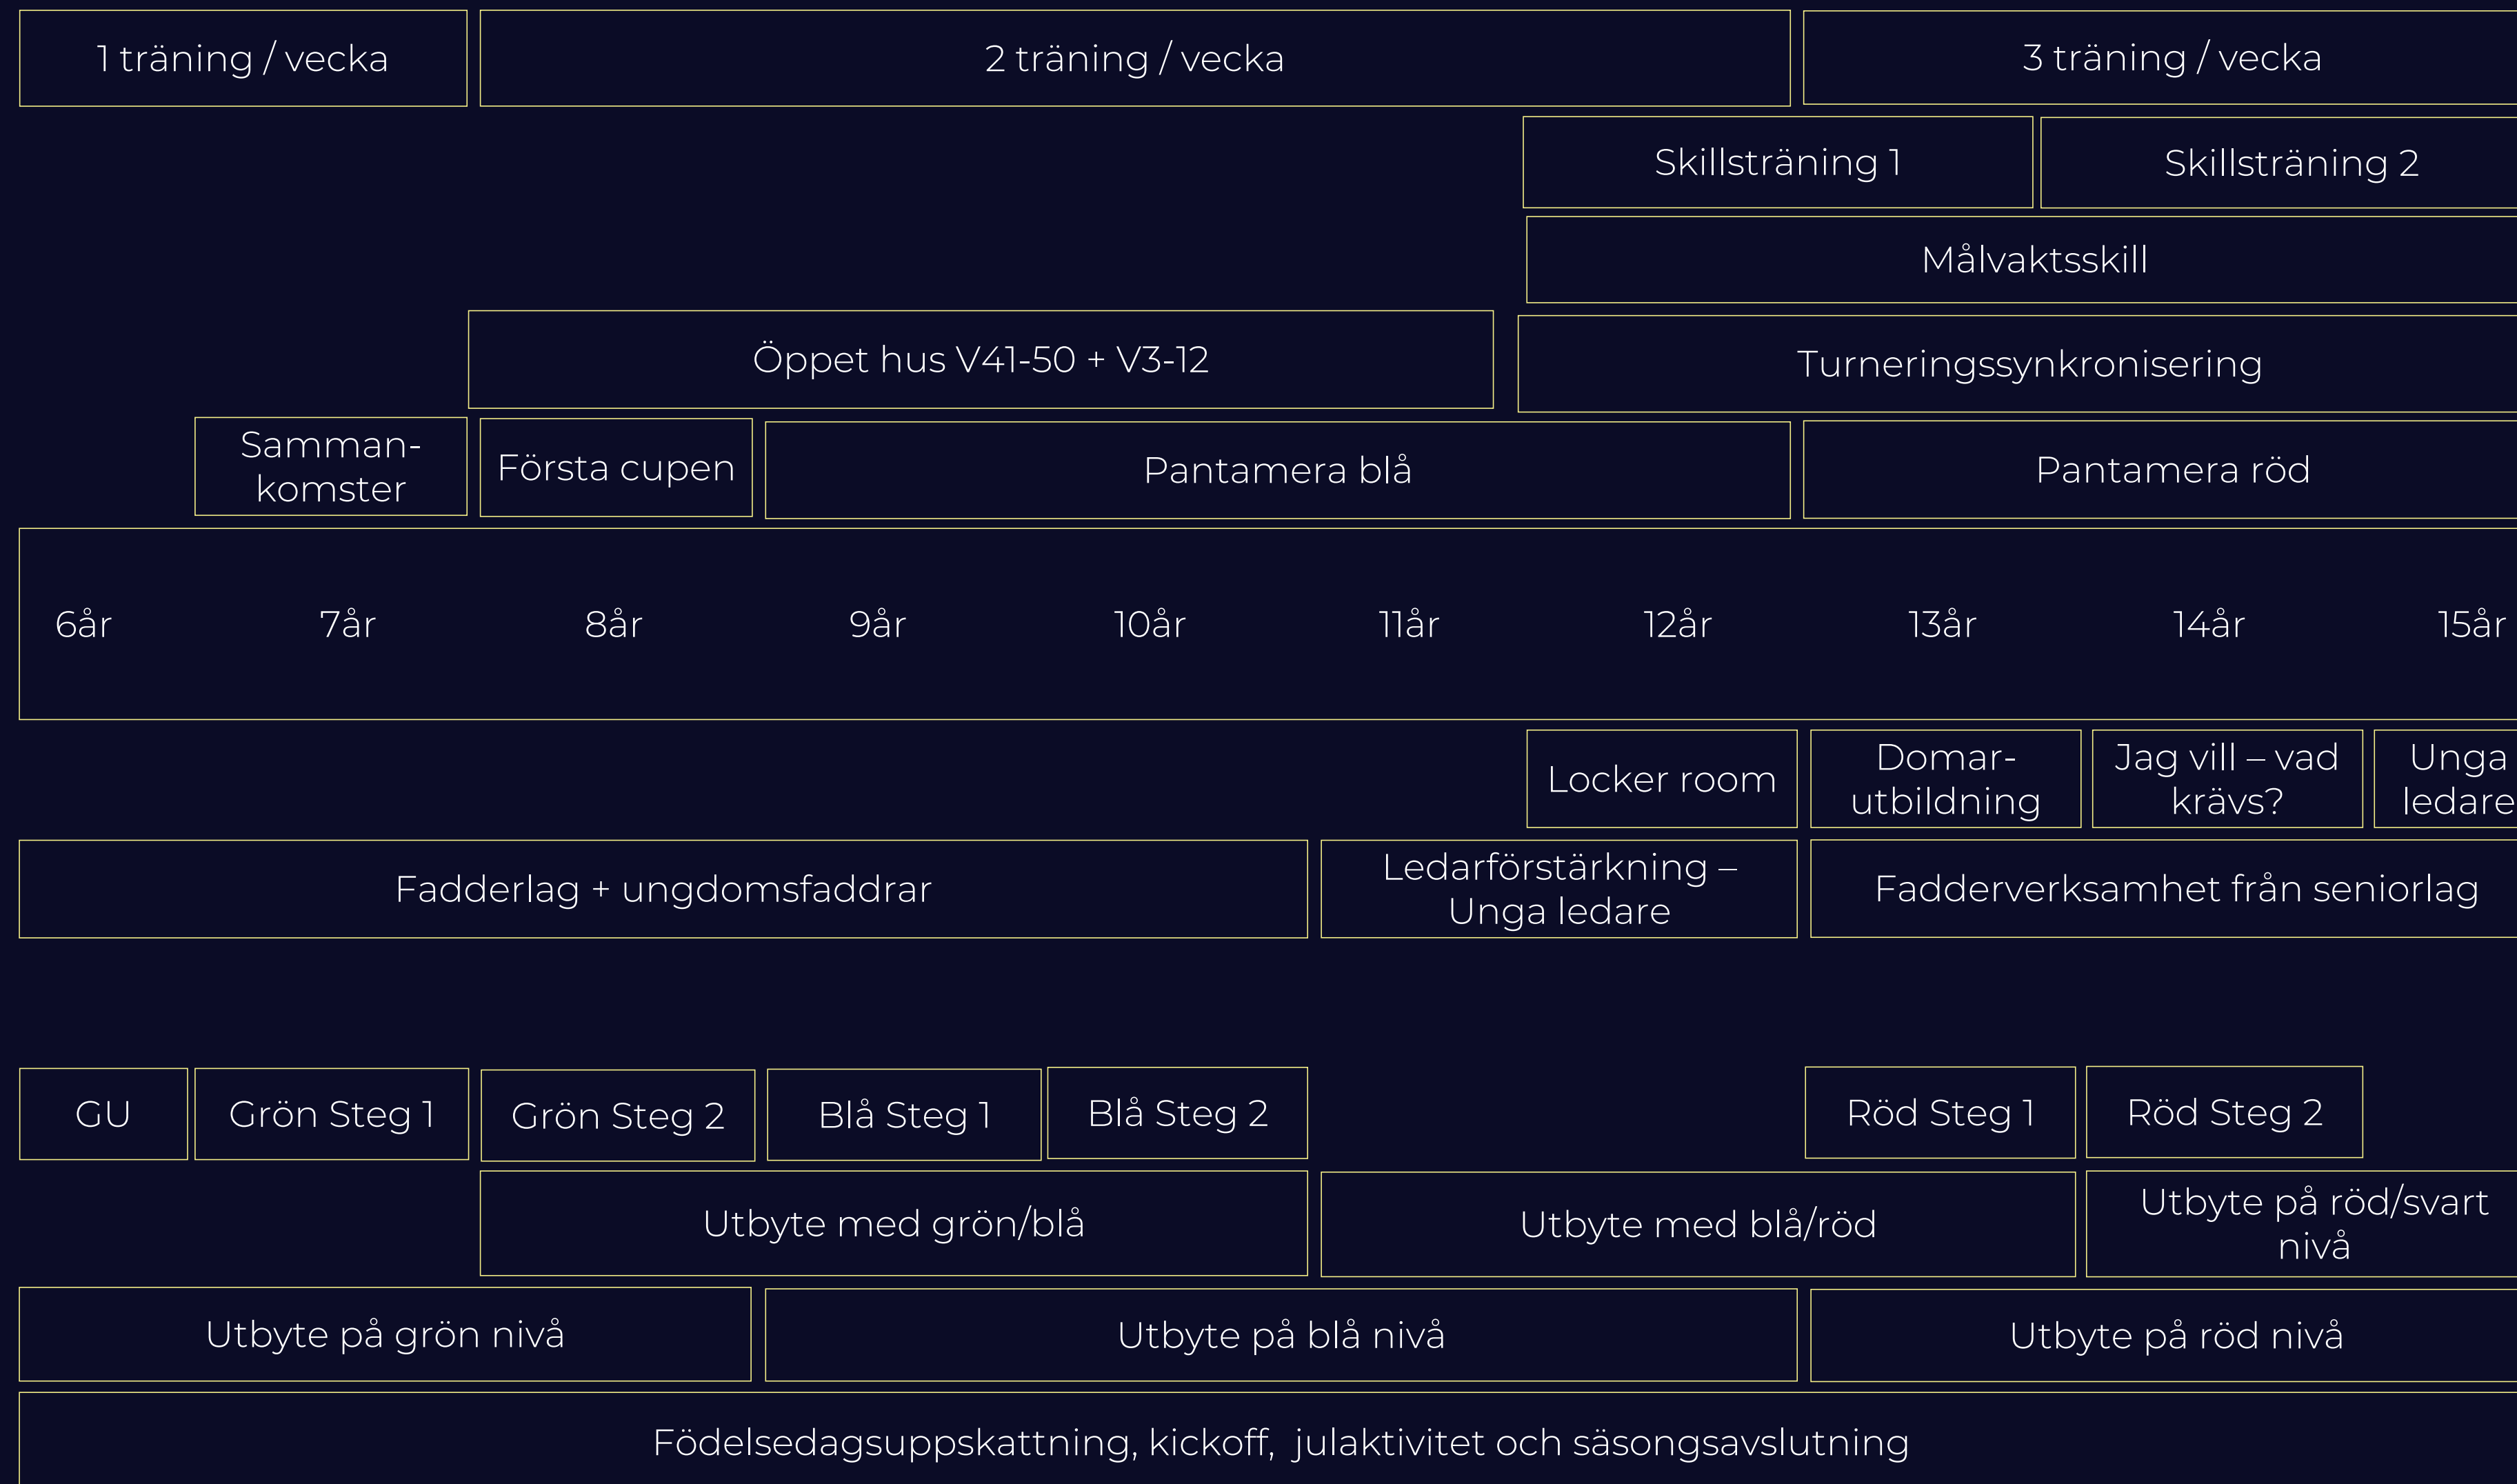 1 träning / vecka
2 träning / vecka
3 träning / vecka
Skillsträning 1
Skillsträning 2
Målvaktsskill
Öppet hus V41-50 + V3-12
Turneringssynkronisering
Samman-
komster
Första cupen
Pantamera blå
Pantamera röd
6år
7år
8år
9år
10år
11år
12år
13år
14år
15år
Locker room
Domar-
utbildning
Jag vill – vad
krävs?
Unga
ledare
Fadderlag + ungdomsfaddrar
Ledarförstärkning –
Unga ledare
Fadderverksamhet från seniorlag
GU
Grön Steg 1
Grön Steg 2
Blå Steg 1
Blå Steg 2
Röd Steg 1
Röd Steg 2
Utbyte med grön/blå
Utbyte med blå/röd
Utbyte på röd/svart
nivå
Utbyte på grön nivå
Utbyte på blå nivå
Utbyte på röd nivå
Födelsedagsuppskattning, kickoff, julaktivitet och säsongsavslutning